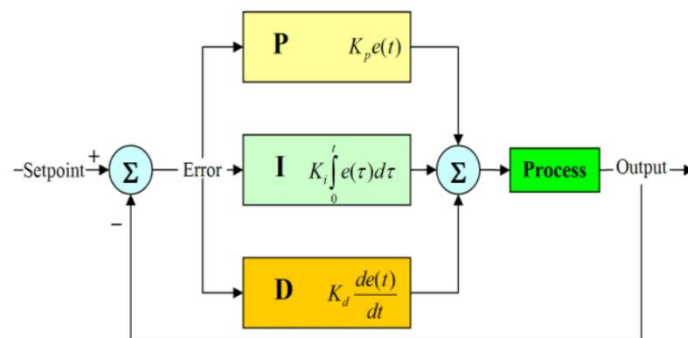 P K_p e(t)
–Setpoint + Σ Error I K_i ∫_0^t e(τ)dτ Σ Process Output
−
D K_d de(t)/dt